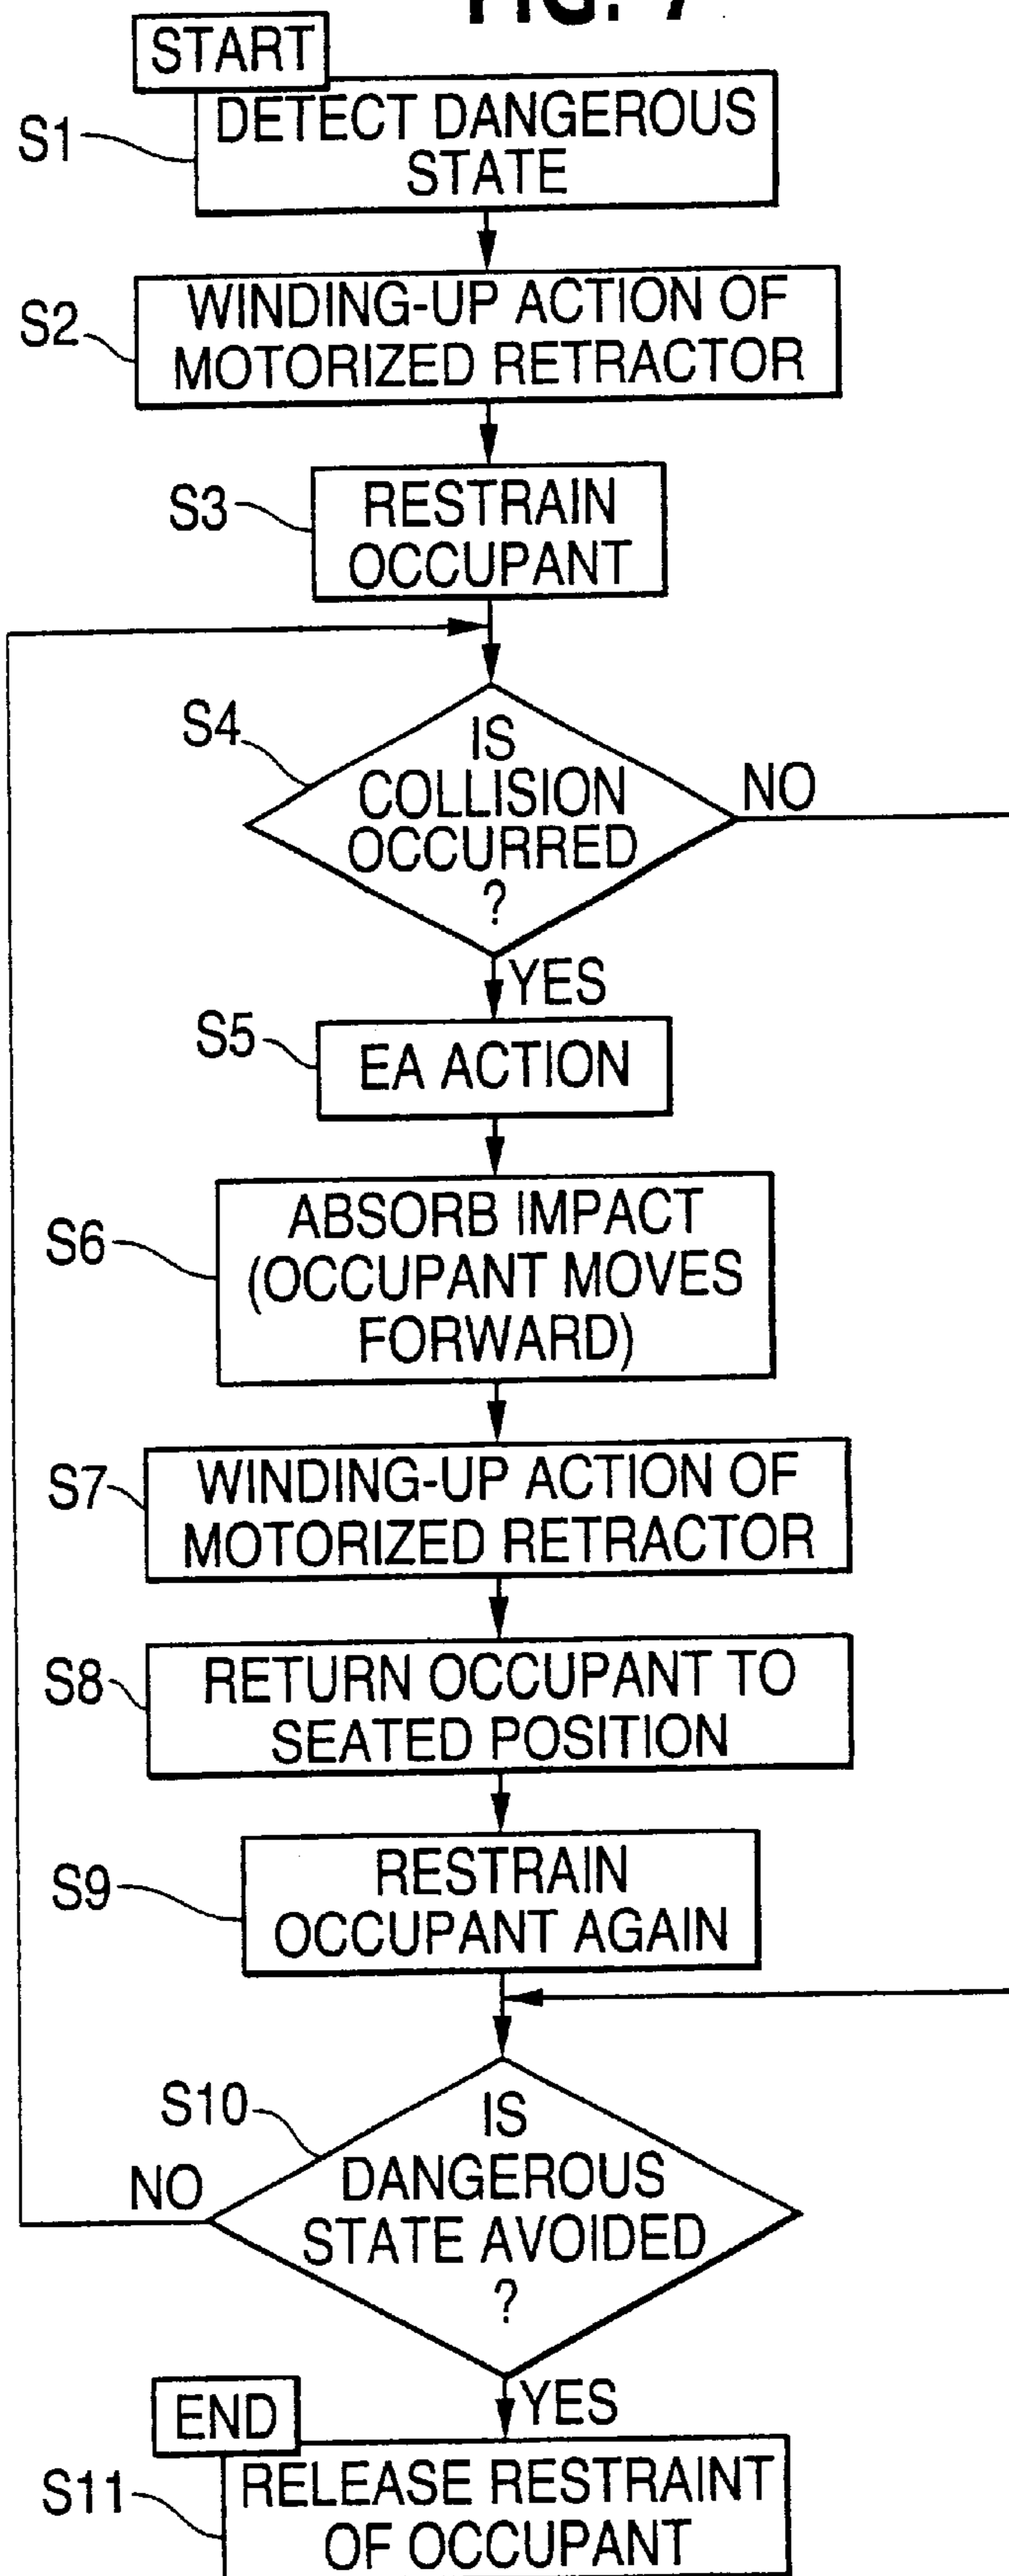 FIG. 7
START
S1
DETECT DANGEROUS
STATE
S2
WINDING-UP ACTION OF
MOTORIZED RETRACTOR
S3
RESTRAIN
OCCUPANT
S4
IS
COLLISION
OCCURRED
?
NO
YES
S5
EA ACTION
S6
ABSORB IMPACT
(OCCUPANT MOVES
FORWARD)
S7
WINDING-UP ACTION OF
MOTORIZED RETRACTOR
S8
RETURN OCCUPANT TO
SEATED POSITION
S9
RESTRAIN
OCCUPANT AGAIN
S10
IS
DANGEROUS
STATE AVOIDED
?
NO
YES
END
S11
RELEASE RESTRAINT
OF OCCUPANT